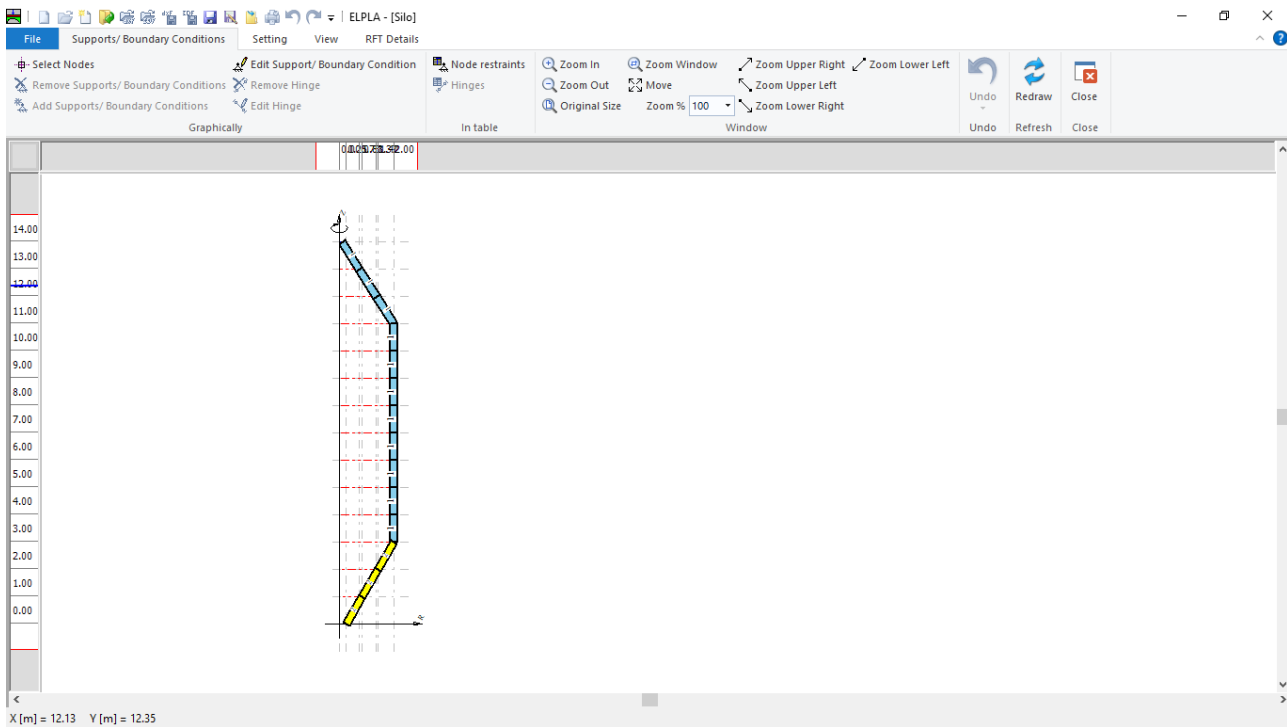 ELPLA - [Silo]
File Supports/ Boundary Conditions Setting View RFT Details
Select Nodes Edit Support/ Boundary Condition Node restraints Zoom In Zoom Window Zoom Upper Right Zoom Lower Left
Remove Supports/ Boundary Conditions Remove Hinge Hinges Zoom Out Move Zoom Upper Left Undo Redraw Close
Add Supports/ Boundary Conditions Edit Hinge Original Size Zoom % 100 Zoom Lower Right
Graphically In table Window Undo Refresh Close
14.00
13.00
12.00
11.00
10.00
9.00
8.00
7.00
6.00
5.00
4.00
3.00
2.00
1.00
0.00
R
X [m] = 12.13 Y [m] = 12.35